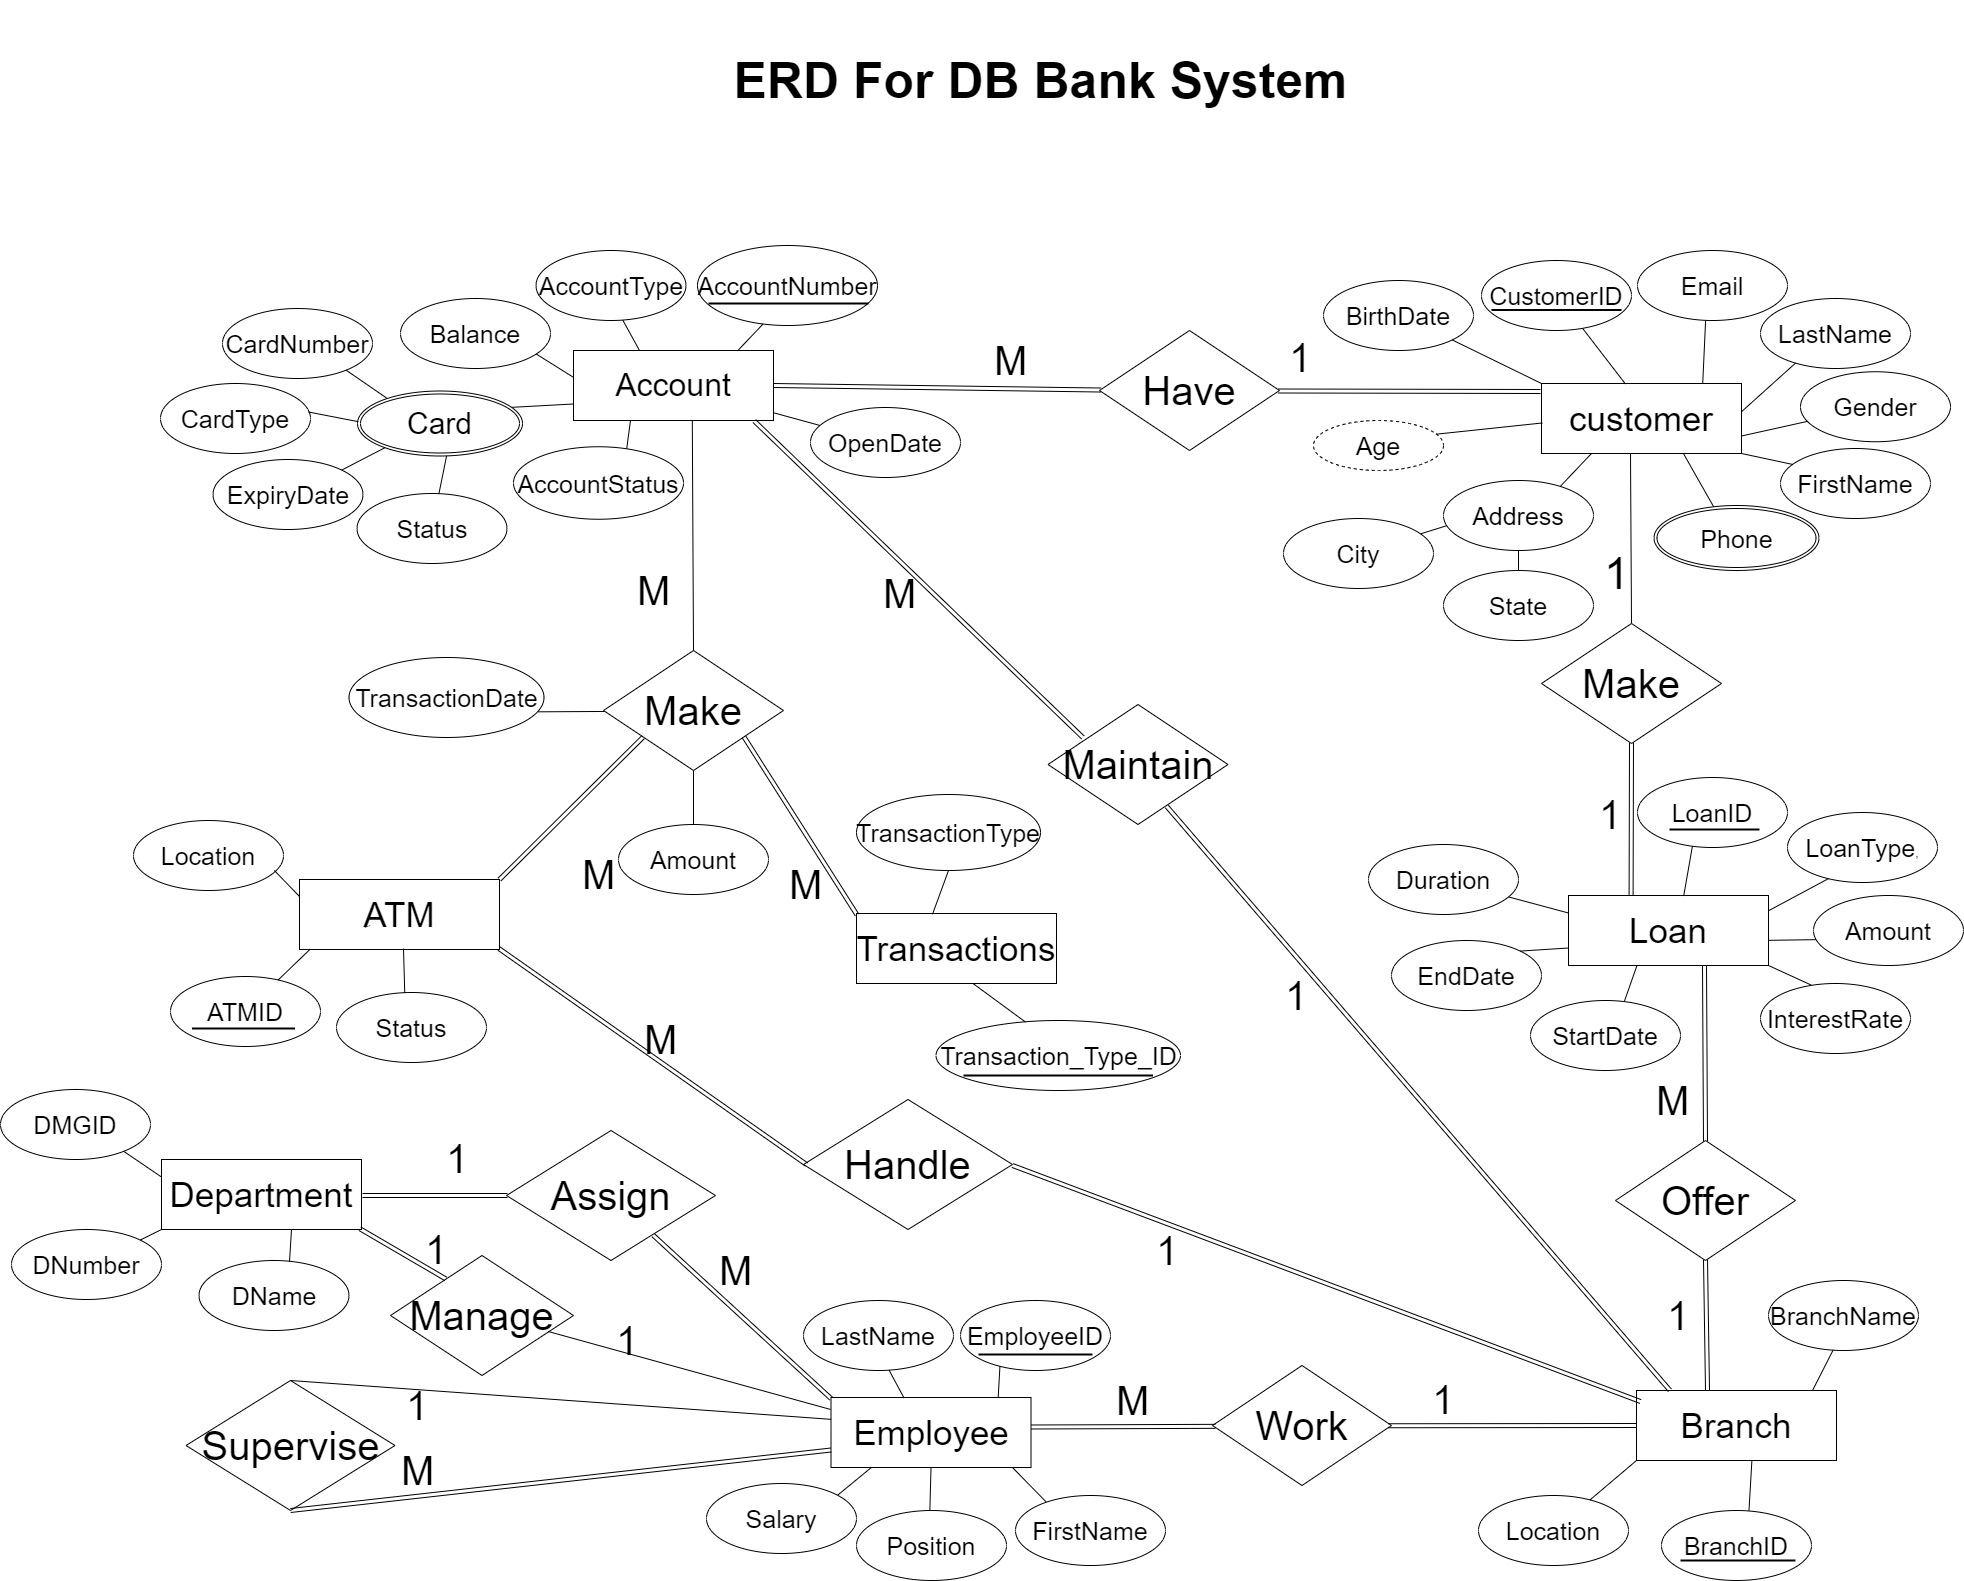 ERD For DB Bank System
AccountType
AccountNumber
Balance
CardNumber
CardType
Card
ExpiryDate
Status
Account
AccountStatus
OpenDate
M
Have
1
BirthDate
CustomerID
Email
LastName
Gender
FirstName
customer
Age
Address
City
State
Phone
M
M
1
TransactionDate
Make
Amount
Maintain
Make
M
M
1
1
TransactionType
Transactions
Transaction_Type_ID
Location
ATM
ATMID
Status
LoanID
LoanType
Duration
Loan
Amount
EndDate
StartDate
InterestRate
M
M
Handle
1
Offer
1
DMGID
Department
DNumber
DName
1
Assign
M
1
Manage
1
Supervise
1
M
LastName
EmployeeID
Employee
Salary
Position
FirstName
M
Work
1
BranchName
Branch
Location
BranchID